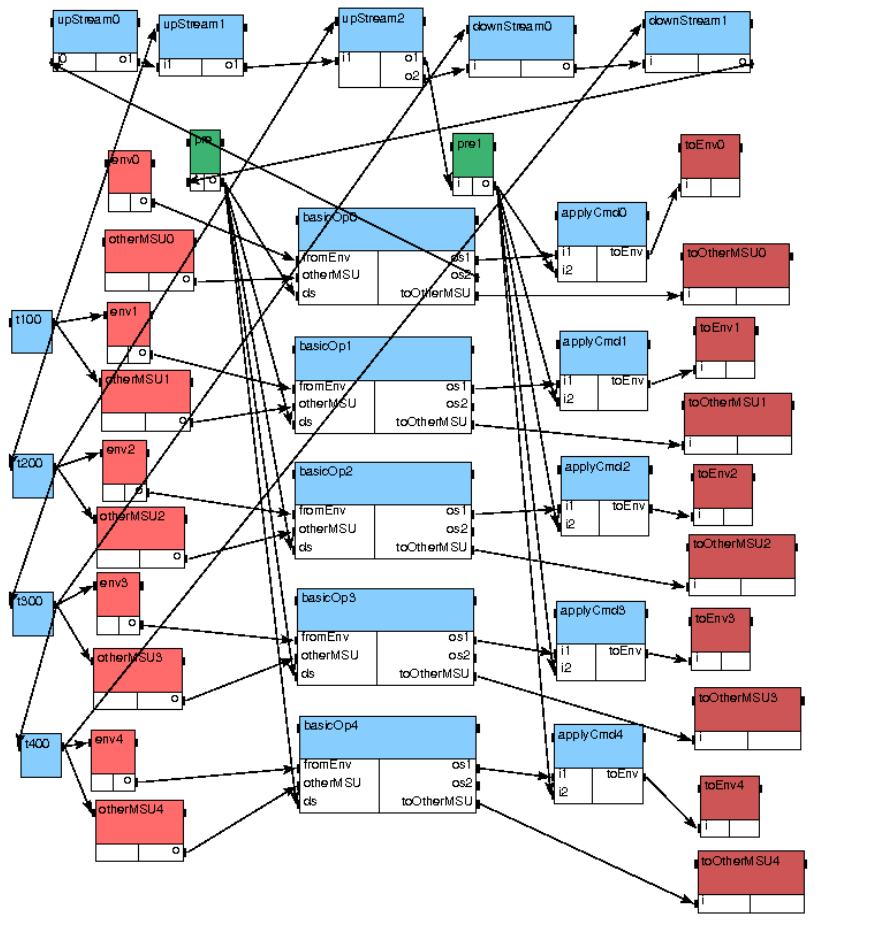 upStream0
i0 o1
upStream1
i1 o1
upStream2
i1 o1
o2
downStream0
i o
downStream1
i o
pre
i o
pre1
i o
env0
o
otherMSU0
o
basicOp0
fromEnv os1
otherMSU os2
ds toOtherMSU
applyCmd0
i1 toEnv
i2
toEnv0
i
toOtherMSU0
i
t100
env1
o
otherMSU1
o
basicOp1
fromEnv os1
otherMSU os2
ds toOtherMSU
applyCmd1
i1 toEnv
i2
toEnv1
i
toOtherMSU1
i
t200
env2
o
otherMSU2
o
basicOp2
fromEnv os1
otherMSU os2
ds toOtherMSU
applyCmd2
i1 toEnv
i2
toEnv2
i
toOtherMSU2
i
t300
env3
o
otherMSU3
o
basicOp3
fromEnv os1
otherMSU os2
ds toOtherMSU
applyCmd3
i1 toEnv
i2
toEnv3
i
toOtherMSU3
i
t400
env4
o
otherMSU4
o
basicOp4
fromEnv os1
otherMSU os2
ds toOtherMSU
applyCmd4
i1 toEnv
i2
toEnv4
i
toOtherMSU4
i